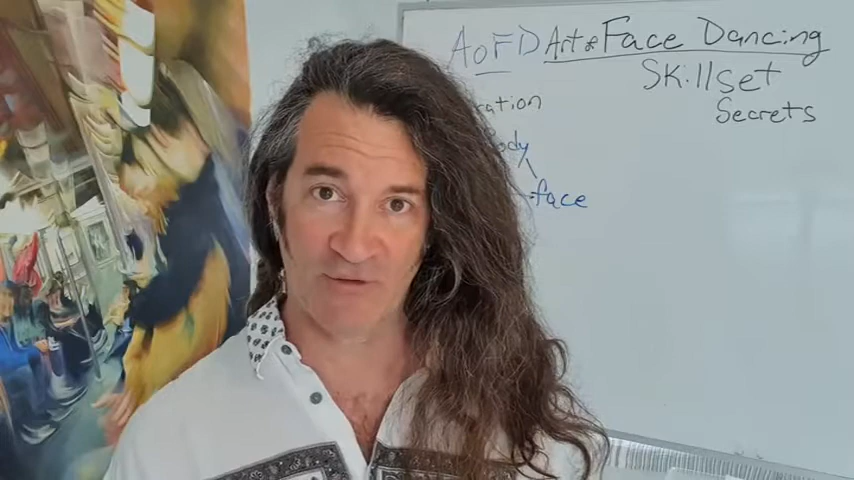 AOFD Art of Face Dancing
Skillset
Secrets
face